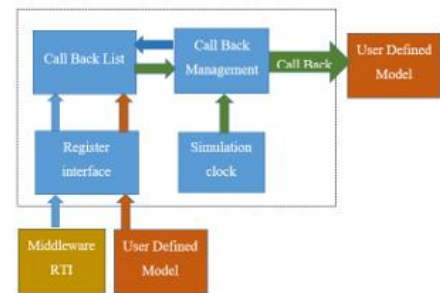 Call Back List
Call Back
Management
Call Back
User Defined
Model
Register
interface
Simulation
clock
Middleware
RTI
User Defined
Model